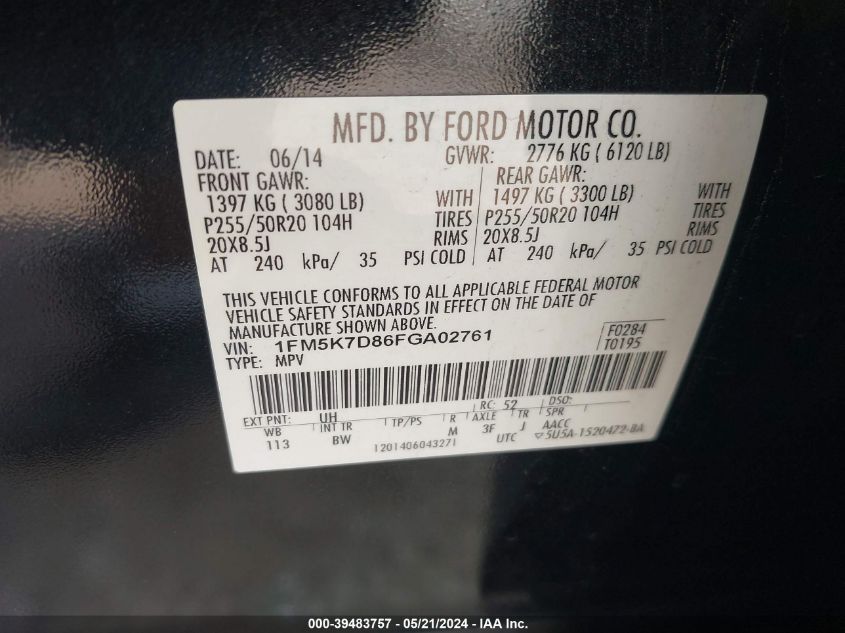 MFD. BY FORD MOTOR CO.
DATE: 06/14 GVWR: 2776 KG ( 6120 LB)
FRONT GAWR: REAR GAWR:
1397 KG ( 3080 LB) WITH 1497 KG ( 3300 LB) WITH
P255/50R20 104H TIRES P255/50R20 104H TIRES
20X8.5J RIMS 20X8.5J RIMS
AT 240 kPa/ 35 PSI COLD AT 240 kPa/ 35 PSI COLD
THIS VEHICLE CONFORMS TO ALL APPLICABLE FEDERAL MOTOR
VEHICLE SAFETY STANDARDS IN EFFECT ON THE DATE OF
MANUFACTURE SHOWN ABOVE.
VIN: 1FM5K7D86FGA02761 F0284
TYPE: MPV T0195
EXT PNT: UH RC: 52 DSO:
WB INT TR TP/PS R AXLE TR SPR
113 BW M 3F J AACC
1201406043271 UTC ▽5U5A-1520472-BA
000-39483757 - 05/21/2024 - IAA Inc.